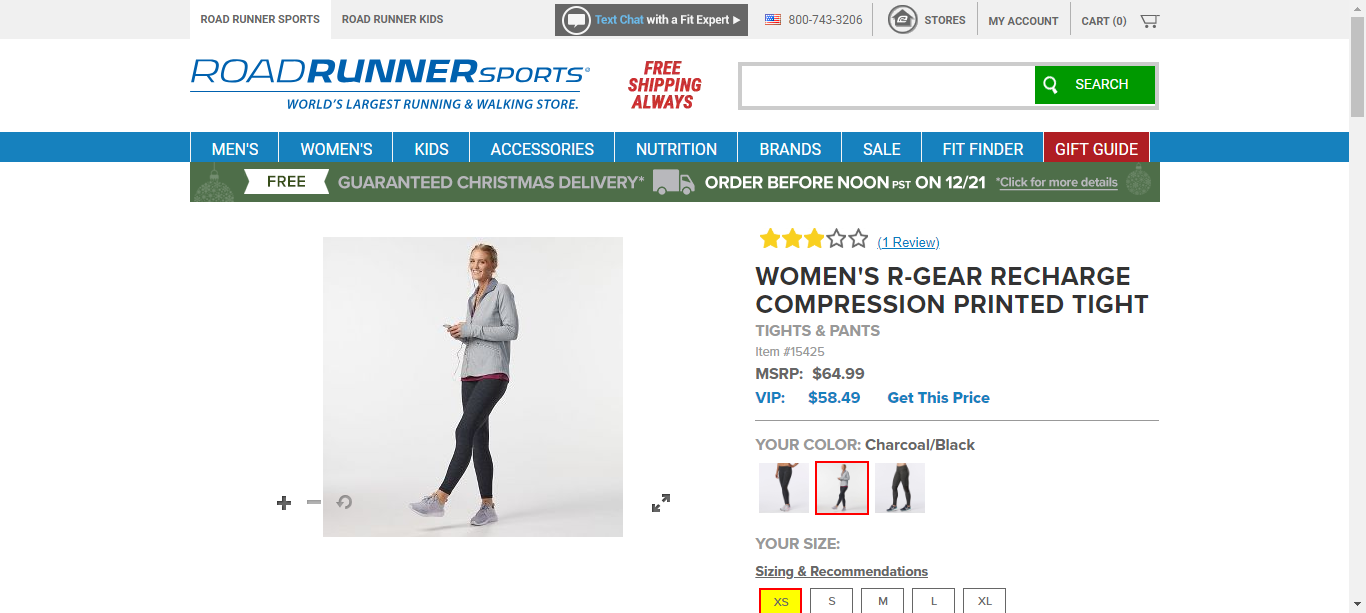 ROAD RUNNER SPORTS
ROAD RUNNER KIDS
Text Chat with a Fit Expert
800-743-3206
STORES
MY ACCOUNT
CART (0)
ROADRUNNERSPORTS®
WORLD'S LARGEST RUNNING & WALKING STORE.
FREE
SHIPPING
ALWAYS
SEARCH
MEN'S
WOMEN'S
KIDS
ACCESSORIES
NUTRITION
BRANDS
SALE
FIT FINDER
GIFT GUIDE
FREE GUARANTEED CHRISTMAS DELIVERY* ORDER BEFORE NOON PST ON 12/21 *Click for more details
(1 Review)
WOMEN'S R-GEAR RECHARGE
COMPRESSION PRINTED TIGHT
TIGHTS & PANTS
Item #15425
MSRP: $64.99
VIP: $58.49 Get This Price
YOUR COLOR: Charcoal/Black
YOUR SIZE:
Sizing & Recommendations
XS S M L XL